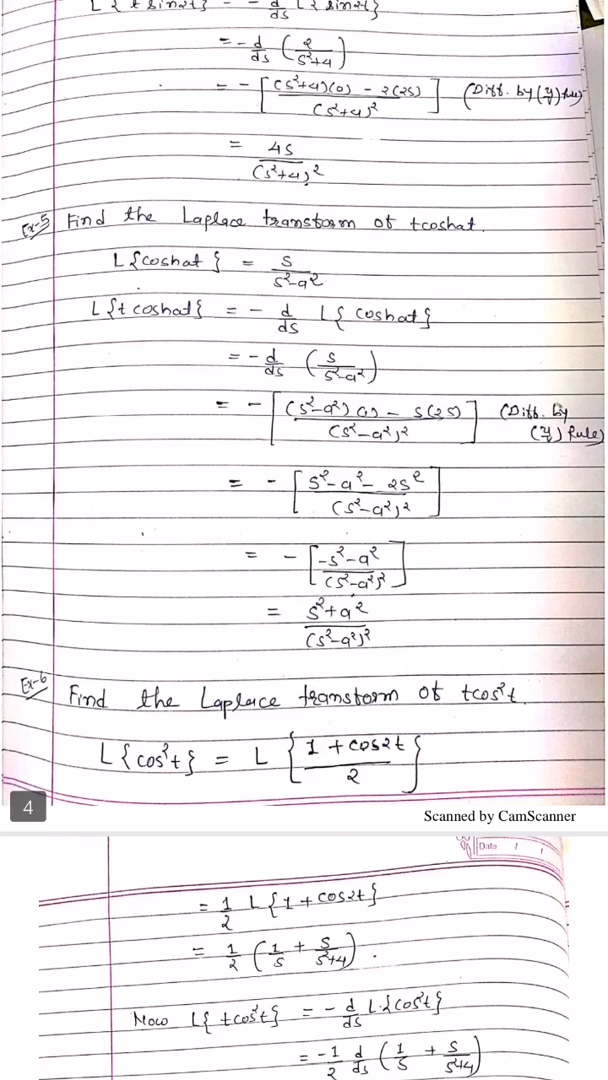 L{t sin2t} = - d/ds L{sin2t}
= - d/ds (2/s²+4)
= - [(s²+4)(0) - 2(2s) / (s²+4)²] (Diff. by (u/v) rule)
= 4s / (s²+4)²
Ex-5 Find the Laplace transform of tcoshat.
L{coshat} = s / s²-a²
L{t coshat} = - d/ds L{coshat}
= - d/ds (s / s²-a²)
= - [(s²-a²)(1) - s(2s) / (s²-a²)²] (Diff. by (u/v) Rule)
= - [s²-a²-2s² / (s²-a²)²]
= - [-s²-a² / (s²-a²)²]
= s²+a² / (s²-a²)²
Ex-6 Find the Laplace transform of tcos²t.
L{cos²t} = L {1 + cos2t / 2}
4
Scanned by CamScanner
Date / /
= 1/2 L{1 + cos2t}
= 1/2 (1/s + s/s²+4).
Now L{tcos²t} = - d/ds L{cos²t}
= -1/2 d/ds (1/s + s/s²+4)